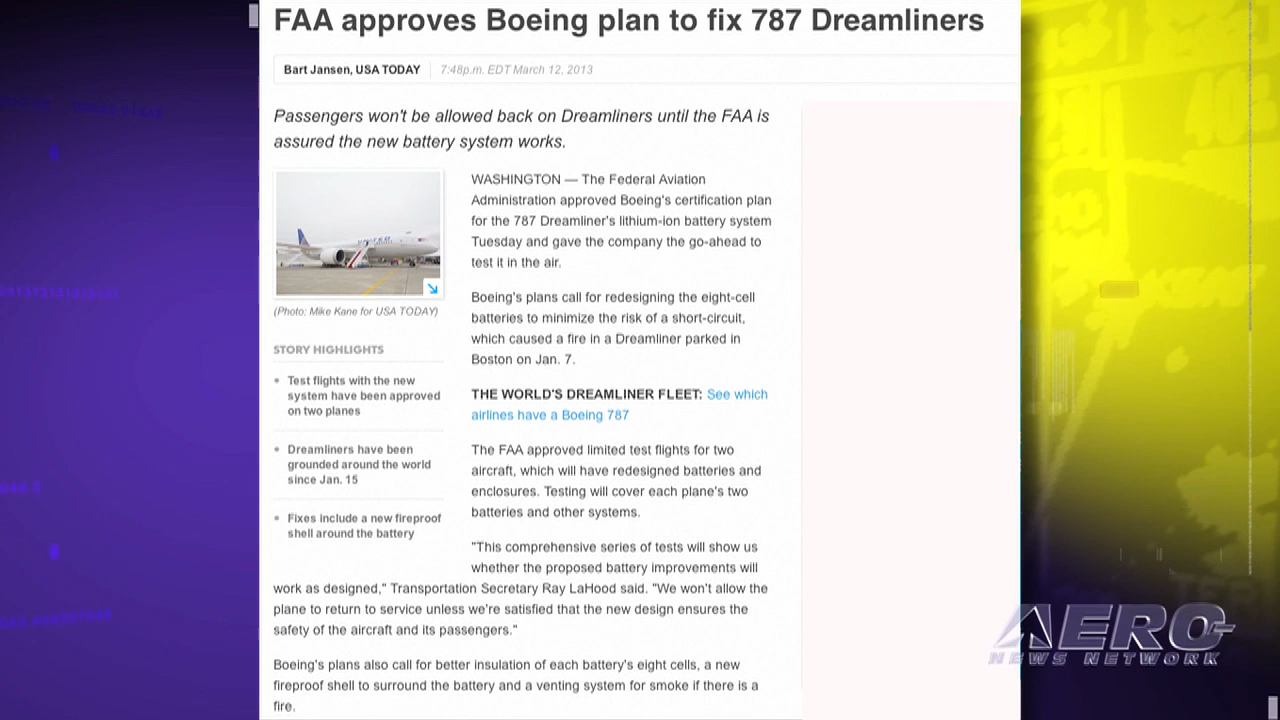 FAA approves Boeing plan to fix 787 Dreamliners
Bart Jansen, USA TODAY
7:48p.m. EDT March 12, 2013
Passengers won't be allowed back on Dreamliners until the FAA is
assured the new battery system works.
(Photo: Mike Kane for USA TODAY)
STORY HIGHLIGHTS
Test flights with the new
system have been approved
on two planes
Dreamliners have been
grounded around the world
since Jan. 15
Fixes include a new fireproof
shell around the battery
WASHINGTON — The Federal Aviation
Administration approved Boeing's certification plan
for the 787 Dreamliner's lithium-ion battery system
Tuesday and gave the company the go-ahead to
test it in the air.
Boeing's plans call for redesigning the eight-cell
batteries to minimize the risk of a short-circuit,
which caused a fire in a Dreamliner parked in
Boston on Jan. 7.
THE WORLD'S DREAMLINER FLEET: See which
airlines have a Boeing 787
The FAA approved limited test flights for two
aircraft, which will have redesigned batteries and
enclosures. Testing will cover each plane's two
batteries and other systems.
"This comprehensive series of tests will show us
whether the proposed battery improvements will
work as designed," Transportation Secretary Ray LaHood said. "We won't allow the
plane to return to service unless we're satisfied that the new design ensures the
safety of the aircraft and its passengers."
Boeing's plans also call for better insulation of each battery's eight cells, a new
fireproof shell to surround the battery and a venting system for smoke if there is a
fire.
AERO-
NEWS NETWORK